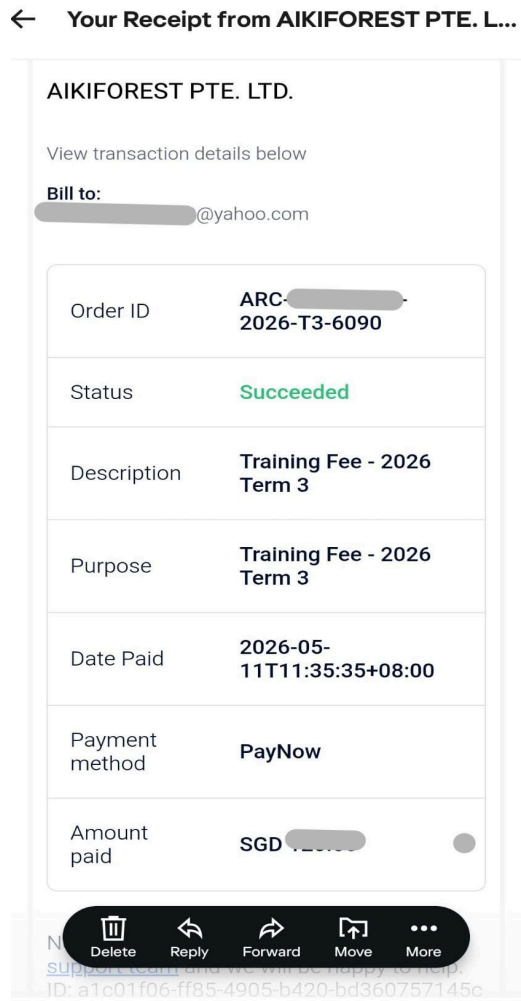 Your Receipt from AIKIFOREST PTE. L...
AIKIFOREST PTE. LTD.
View transaction details below
Bill to:
@yahoo.com
Order ID
ARC-
-
2026-T3-6090
Status
Succeeded
Description
Training Fee - 2026
Term 3
Purpose
Training Fee - 2026
Term 3
Date Paid
2026-05-
11T11:35:35+08:00
Payment
method
PayNow
Amount
paid
SGD
Delete
Reply
Forward
Move
More
N
support team and we will be happy to help.
ID: a1c01f06-ff85-4905-b420-bd360757145c